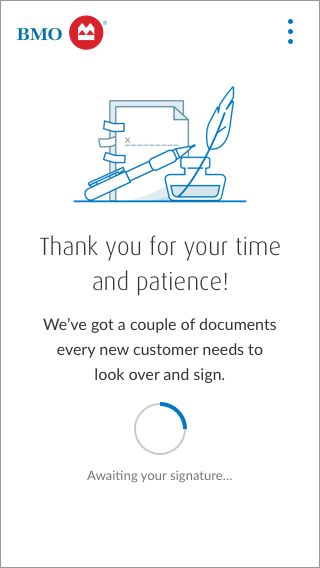 BMO
Thank you for your time
and patience!
We've got a couple of documents
every new customer needs to
look over and sign.
Awaiting your signature...